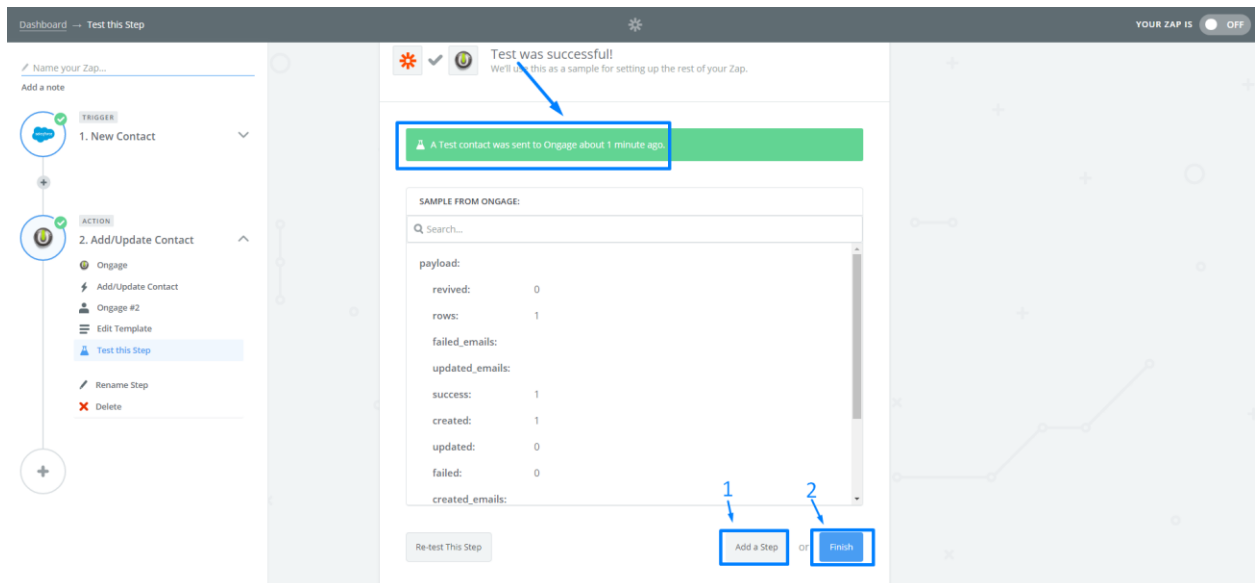 Dashboard → Test this Step
YOUR ZAP IS OFF
Name your Zap...
Add a note
TRIGGER
1. New Contact
ACTION
2. Add/Update Contact
Ongage
Add/Update Contact
Ongage #2
Edit Template
Test this Step
Rename Step
Delete
Test was successful!
We'll use this as a sample for setting up the rest of your Zap.
A Test contact was sent to Ongage about 1 minute ago.
SAMPLE FROM ONGAGE:
Search...
payload:
revived: 0
rows: 1
failed_emails:
updated_emails:
success: 1
created: 1
updated: 0
failed: 0
created_emails:
1 2
Re-test This Step Add a Step or Finish